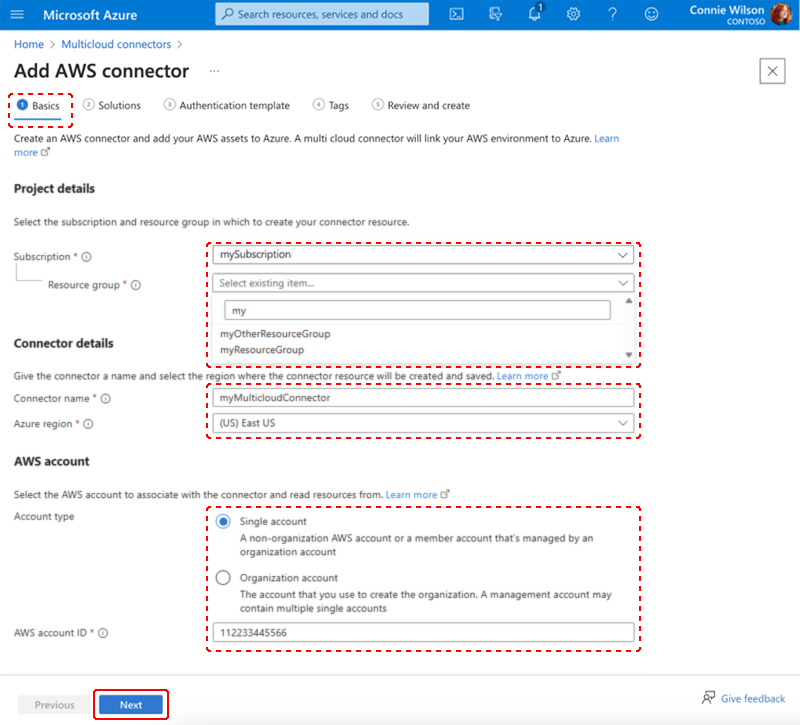 Microsoft Azure
Search resources, services and docs
1
Connie Wilson
CONTOSO
Home > Multicloud connectors >
Add AWS connector ...
1 Basics
2 Solutions
3 Authentication template
4 Tags
5 Review and create
Create an AWS connector and add your AWS assets to Azure. A multi cloud connector will link your AWS environment to Azure. Learn
more
Project details
Select the subscription and resource group in which to create your connector resource.
Subscription *
mySubscription
Resource group *
Select existing item...
my
myOtherResourceGroup
myResourceGroup
Connector details
Give the connector a name and select the region where the connector resource will be created and saved. Learn more
Connector name *
myMulticloudConnector
Azure region *
(US) East US
AWS account
Select the AWS account to associate with the connector and read resources from. Learn more
Account type
Single account
A non-organization AWS account or a member account that's managed by an
organization account
Organization account
The account that you use to create the organization. A management account may
contain multiple single accounts
AWS account ID *
112233445566
Previous
Next
Give feedback